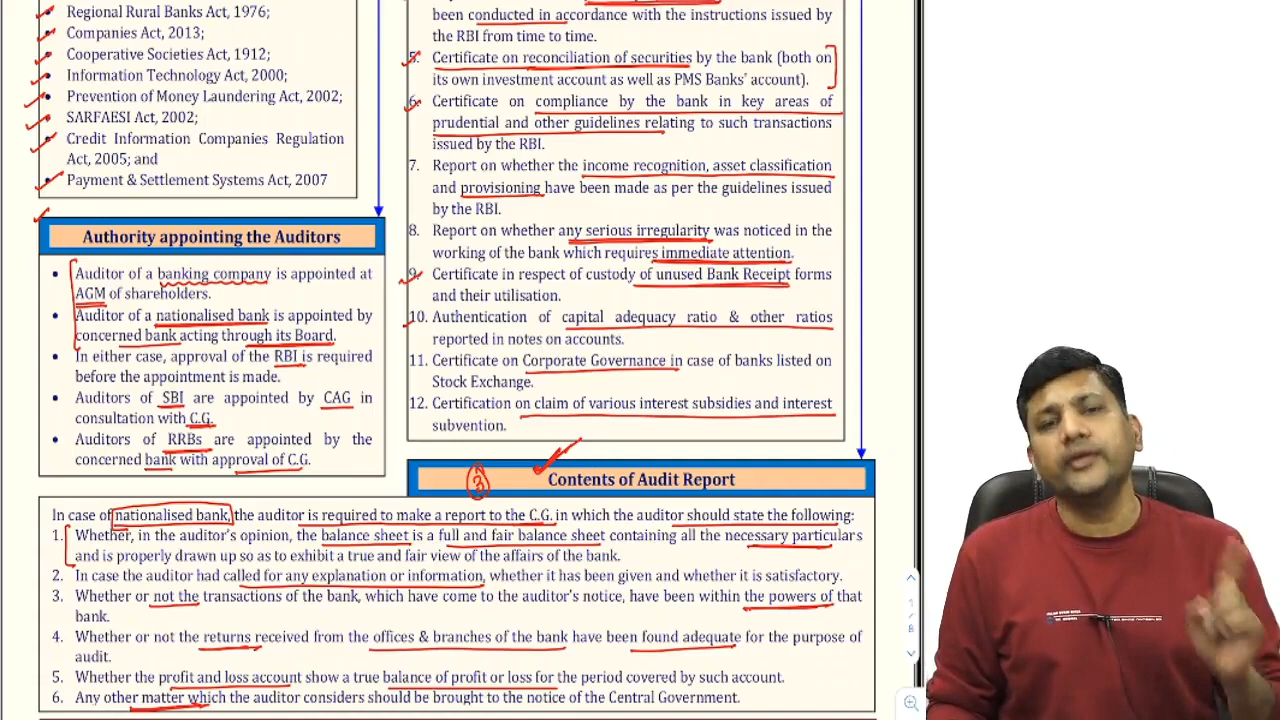 Regional Rural Banks Act, 1976;
Companies Act, 2013;
Cooperative Societies Act, 1912;
Information Technology Act, 2000;
Prevention of Money Laundering Act, 2002;
SARFAESI Act, 2002;
Credit Information Companies Regulation
Act, 2005; and
Payment & Settlement Systems Act, 2007
Authority appointing the Auditors
Auditor of a banking company is appointed at
AGM of shareholders.
Auditor of a nationalised bank is appointed by
concerned bank acting through its Board.
In either case, approval of the RBI is required
before the appointment is made.
Auditors of SBI are appointed by CAG in
consultation with C.G.
Auditors of RRBs are appointed by the
concerned bank with approval of C.G.
been conducted in accordance with the instructions issued by
the RBI from time to time.
5. Certificate on reconciliation of securities by the bank (both on
its own investment account as well as PMS Banks' account).
6. Certificate on compliance by the bank in key areas of
prudential and other guidelines relating to such transactions
issued by the RBI.
7. Report on whether the income recognition, asset classification
and provisioning have been made as per the guidelines issued
by the RBI.
8. Report on whether any serious irregularity was noticed in the
working of the bank which requires immediate attention.
9. Certificate in respect of custody of unused Bank Receipt forms
and their utilisation.
10. Authentication of capital adequacy ratio & other ratios
reported in notes on accounts.
11. Certificate on Corporate Governance in case of banks listed on
Stock Exchange.
12. Certification on claim of various interest subsidies and interest
subvention.
3
Contents of Audit Report
In case of nationalised bank, the auditor is required to make a report to the C.G. in which the auditor should state the following:
1. Whether, in the auditor's opinion, the balance sheet is a full and fair balance sheet containing all the necessary particulars
and is properly drawn up so as to exhibit a true and fair view of the affairs of the bank.
2. In case the auditor had called for any explanation or information, whether it has been given and whether it is satisfactory.
3. Whether or not the transactions of the bank, which have come to the auditor's notice, have been within the powers of that
bank.
4. Whether or not the returns received from the offices & branches of the bank have been found adequate for the purpose of
audit.
5. Whether the profit and loss account show a true balance of profit or loss for the period covered by such account.
6. Any other matter which the auditor considers should be brought to the notice of the Central Government.
1
/
8